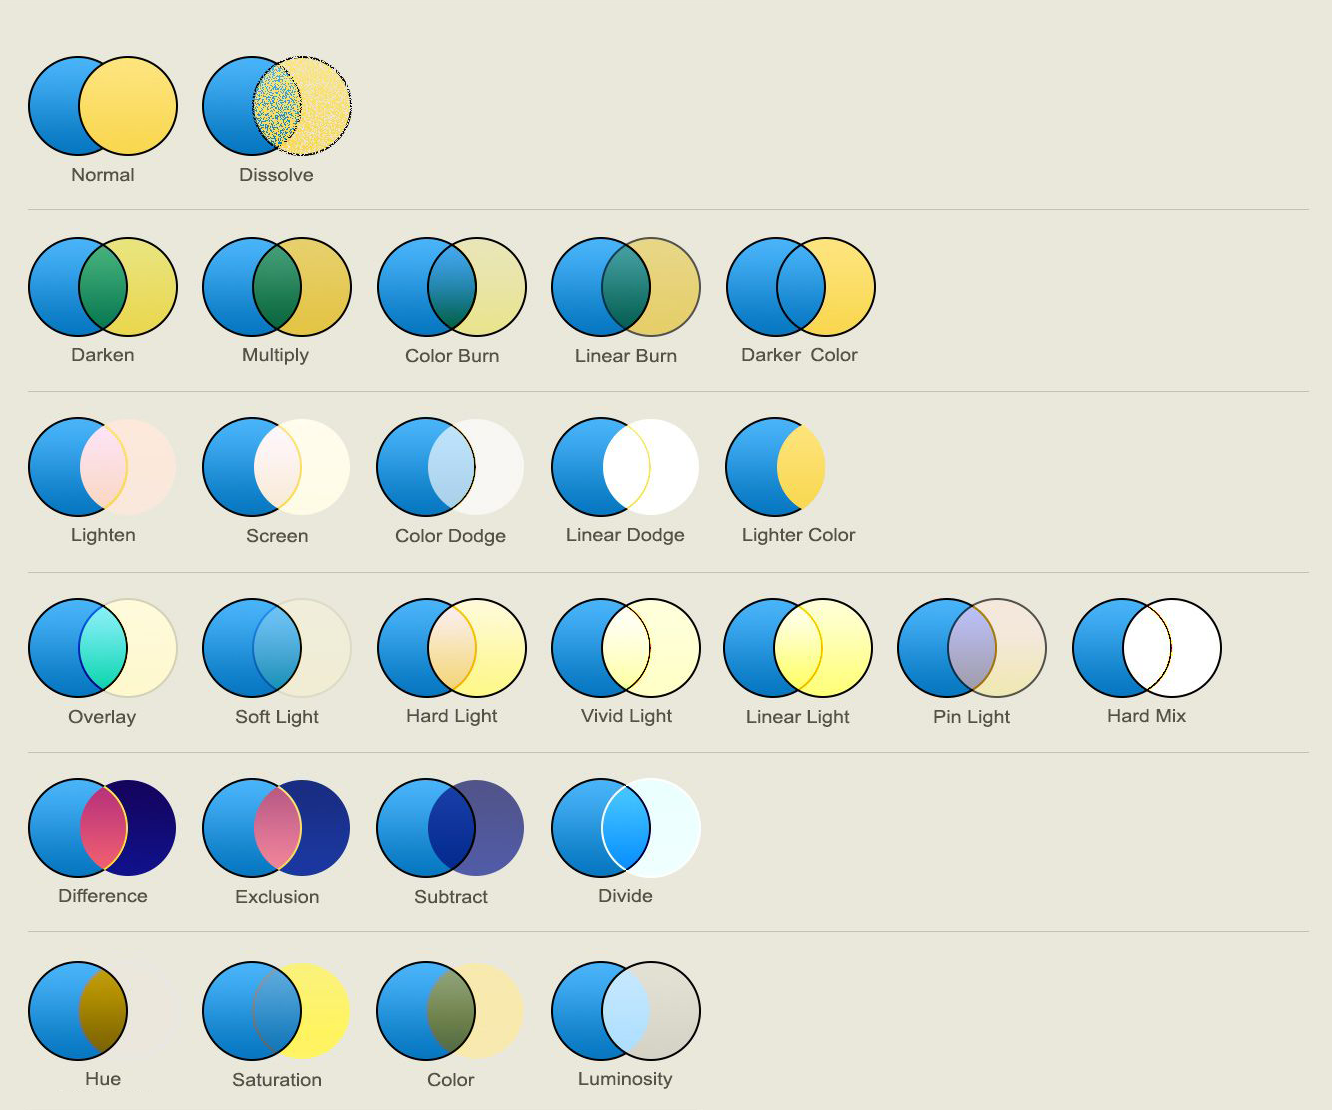 Normal Dissolve
Darken Multiply Color Burn Linear Burn Darker Color
Lighten Screen Color Dodge Linear Dodge Lighter Color
Overlay Soft Light Hard Light Vivid Light Linear Light Pin Light Hard Mix
Difference Exclusion Subtract Divide
Hue Saturation Color Luminosity